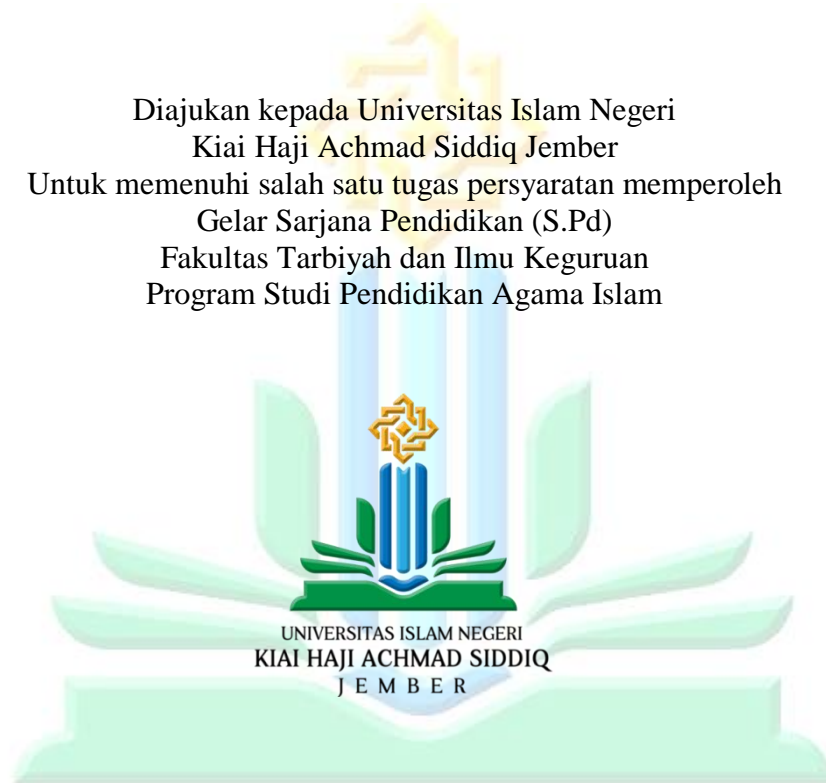 Diajukan kepada Universitas Islam Negeri
Kiai Haji Achmad Siddiq Jember
Untuk memenuhi salah satu tugas persyaratan memperoleh
Gelar Sarjana Pendidikan (S.Pd)
Fakultas Tarbiyah dan Ilmu Keguruan
Program Studi Pendidikan Agama Islam
UNIVERSITAS ISLAM NEGERI
KIAI HAJI ACHMAD SIDDIQ
JEMBER